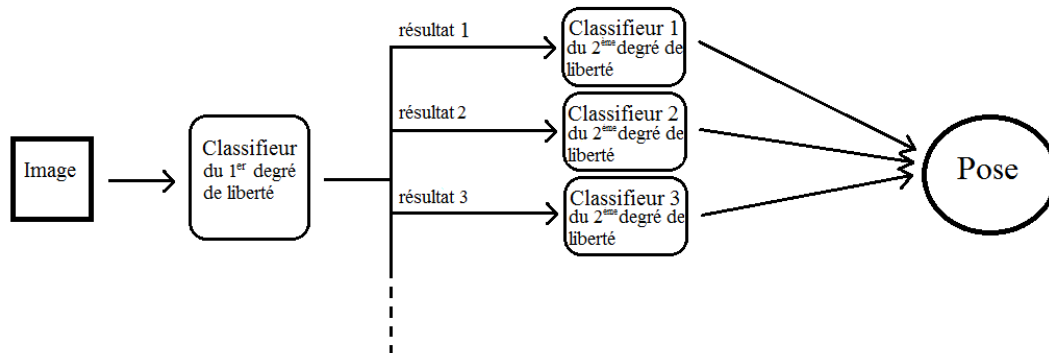 Image
Classifieur
du 1er degré
de liberté
résultat 1
Classifieur 1
du 2ème degré de
liberté
résultat 2
Classifieur 2
du 2ème degré de
liberté
résultat 3
Classifieur 3
du 2ème degré de
liberté
Pose